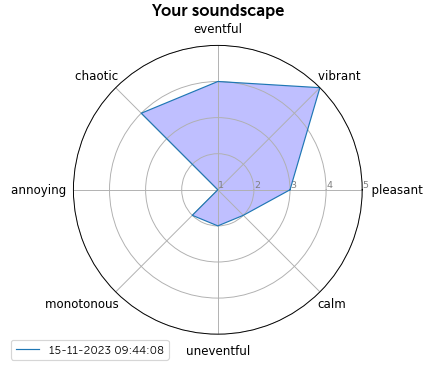 Your soundscape
eventful
chaotic
vibrant
annoying
1 2 3 4 5
pleasant
monotonous
calm
uneventful
15-11-2023 09:44:08